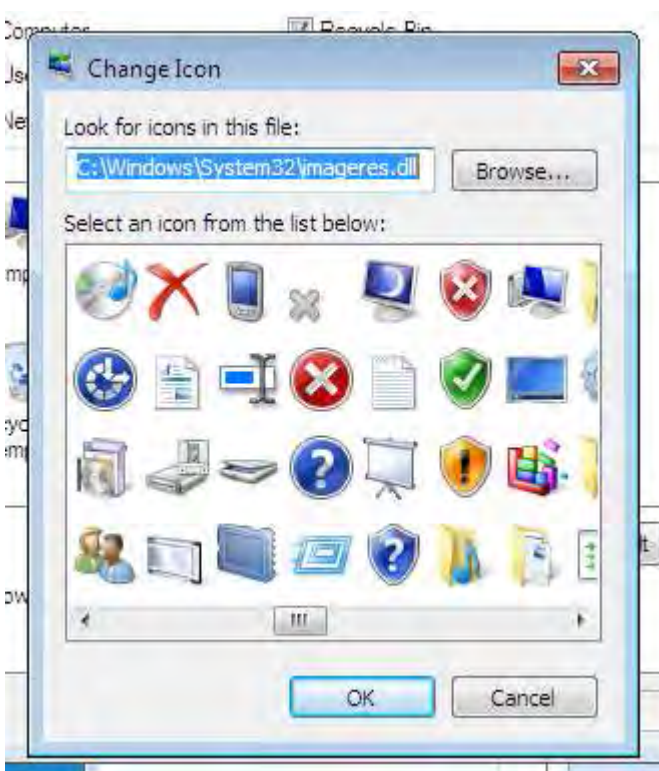 Change Icon
Look for icons in this file:
C:\Windows\System32\imageres.dll
Browse...
Select an icon from the list below:
OK
Cancel